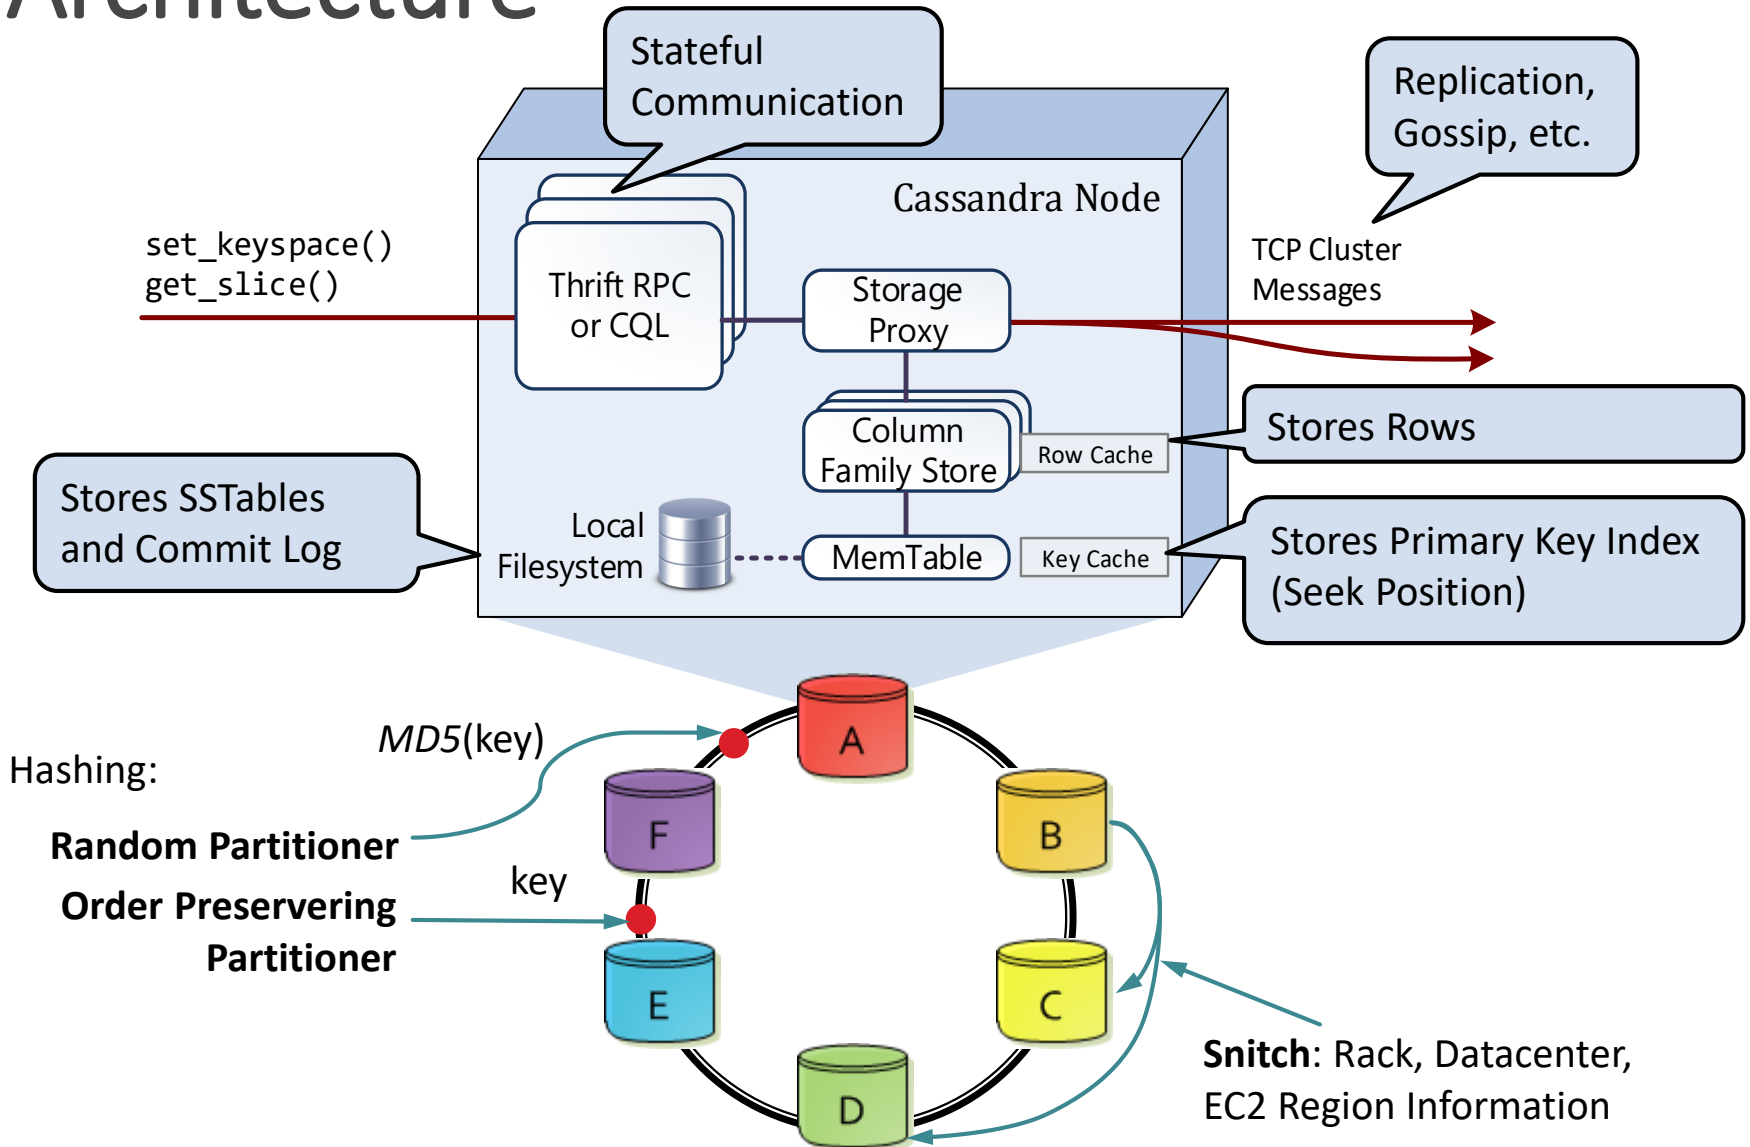 Architecture
Stateful
Communication
Replication,
Gossip, etc.
Cassandra Node
set_keyspace()
get_slice()
Thrift RPC
or CQL
Storage
Proxy
TCP Cluster
Messages
Column
Family Store
Row Cache
Stores Rows
Stores SSTables
and Commit Log
Local
Filesystem
MemTable
Key Cache
Stores Primary Key Index
(Seek Position)
MD5(key)
A
Hashing:
F
B
Random Partitioner
key
Order Preservering
Partitioner
E
C
Snitch: Rack, Datacenter,
EC2 Region Information
D